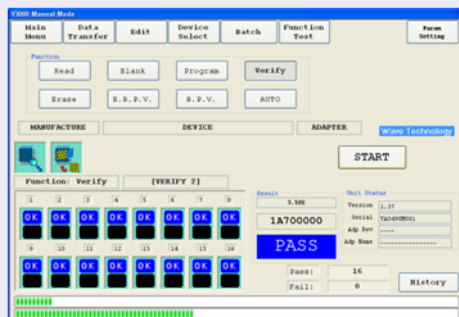 Y3000 Manual Mode
Main Menu
Data Transfer
Edit
Device Select
Batch
Function Test
Param Setting
Function
Read
Blank
Program
Verify
Erase
E.B.P.V.
B.P.V.
AUTO
MANUFACTURE
DEVICE
ADAPTER
Wave Technology
START
Function: Verify
[VERIFY 2]
1 2 3 4 5 6 7 8
OK OK OK OK OK OK OK OK
9 10 11 12 13 14 15 16
OK OK OK OK OK OK OK OK
Result
1A700000
PASS
Pass: 16
Fail: 0
Unit Status
Version 1.37
Serial
Adp Rev ----
Adp Name ----------------
History